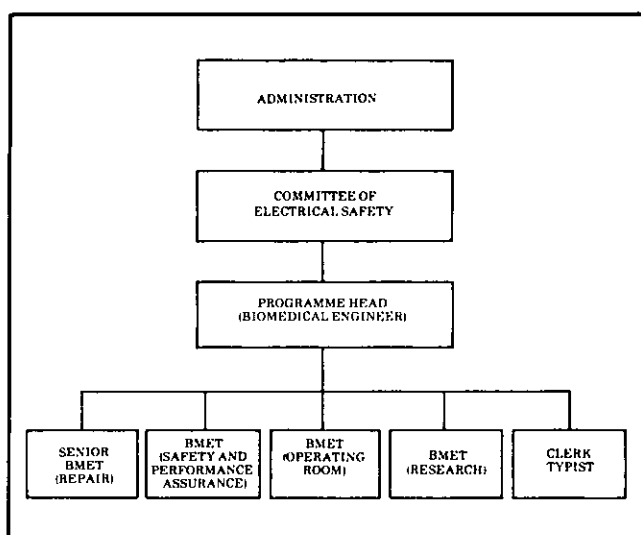 ADMINISTRATION
COMMITTEE OF
ELECTRICAL SAFETY
PROGRAMME HEAD
(BIOMEDICAL ENGINEER)
SENIOR
BMET
(REPAIR)
BMET
(SAFETY AND
PERFORMANCE
ASSURANCE)
BMET
(OPERATING
ROOM)
BMET
(RESEARCH)
CLERK
TYPIST